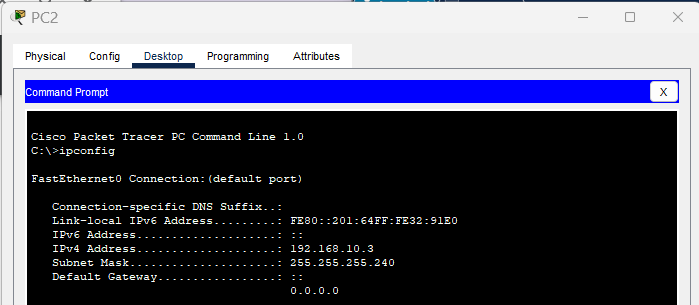 PC2
Physical Config Desktop Programming Attributes
Command Prompt
X
Cisco Packet Tracer PC Command Line 1.0
C:\>ipconfig
FastEthernet0 Connection:(default port)
Connection-specific DNS Suffix..:
Link-local IPv6 Address.........: FE80::201:64FF:FE32:91E0
IPv6 Address....................: ::
IPv4 Address....................: 192.168.10.3
Subnet Mask.....................: 255.255.255.240
Default Gateway.................: ::
0.0.0.0